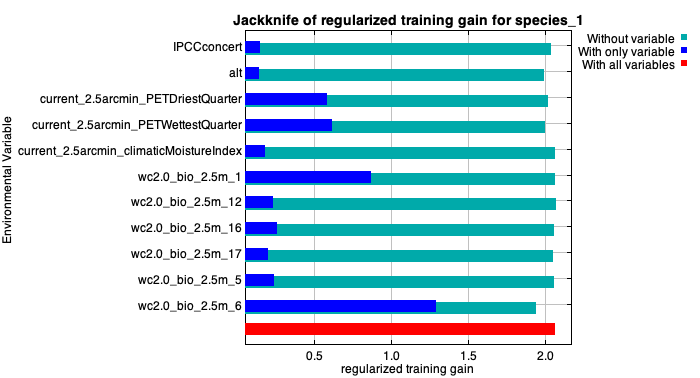 Jackknife of regularized training gain for species_1
Without variable
With only variable
With all variables
Environmental Variable
IPCCconcert
alt
current_2.5arcmin_PETDriestQuarter
current_2.5arcmin_PETWettestQuarter
current_2.5arcmin_climaticMoistureIndex
wc2.0_bio_2.5m_1
wc2.0_bio_2.5m_12
wc2.0_bio_2.5m_16
wc2.0_bio_2.5m_17
wc2.0_bio_2.5m_5
wc2.0_bio_2.5m_6
0.5 1.0 1.5 2.0
regularized training gain